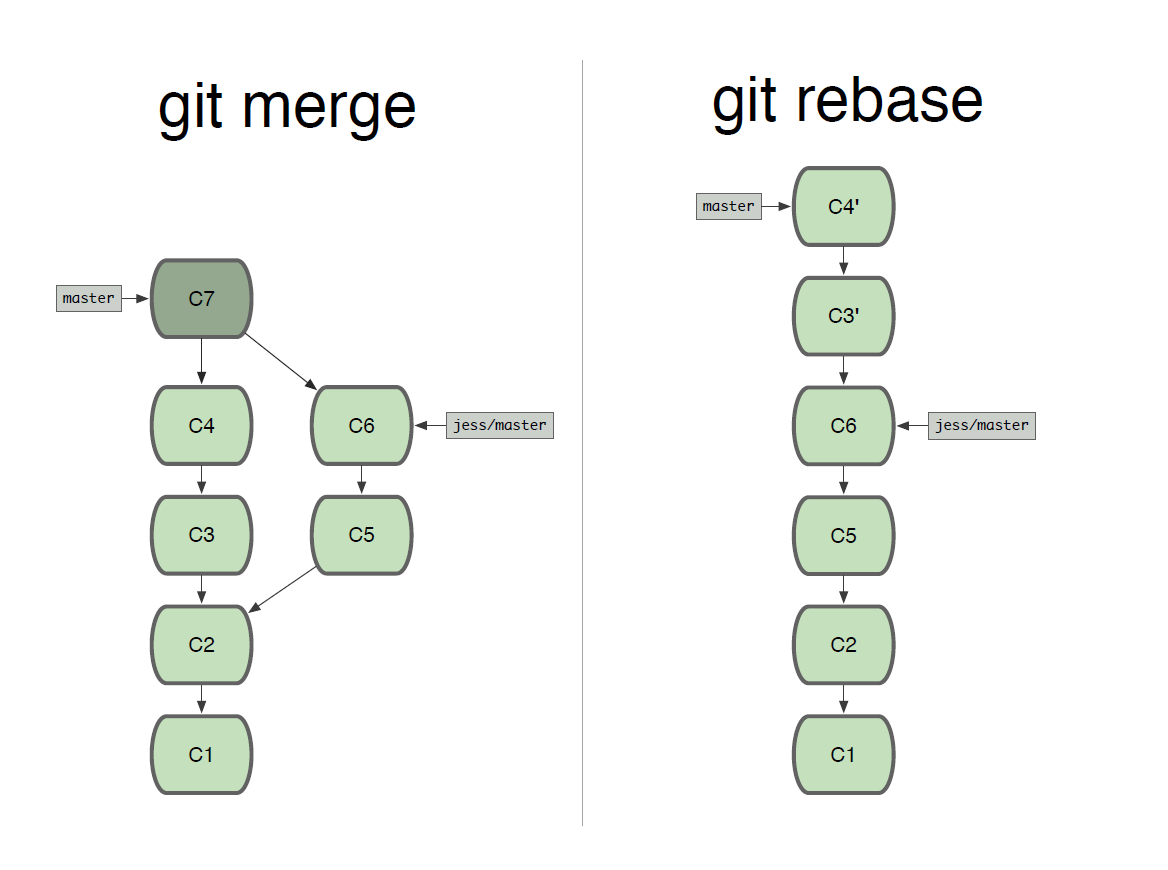 git merge
master
C7
C4
C6
jess/master
C3
C5
C2
C1
git rebase
master
C4'
C3'
C6
jess/master
C5
C2
C1